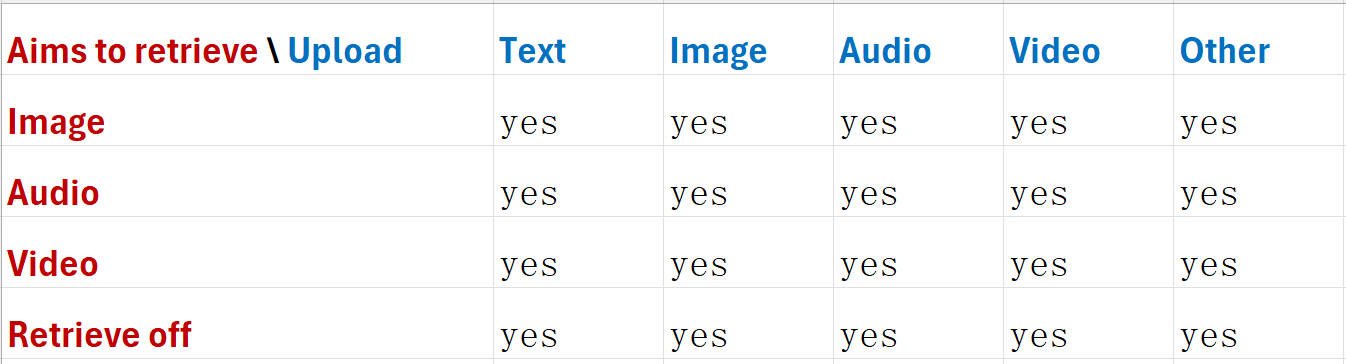 Aims to retrieve \ Upload Text Image Audio Video Other
Image yes yes yes yes yes
Audio yes yes yes yes yes
Video yes yes yes yes yes
Retrieve off yes yes yes yes yes